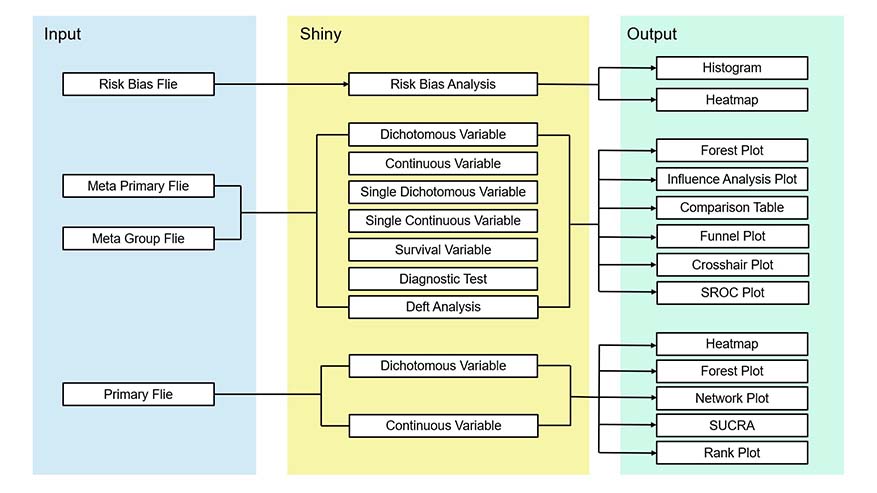 Input
Shiny
Output
Risk Bias Flie
Risk Bias Analysis
Histogram
Heatmap
Meta Primary Flie
Meta Group Flie
Dichotomous Variable
Continuous Variable
Single Dichotomous Variable
Single Continuous Variable
Survival Variable
Diagnostic Test
Deft Analysis
Forest Plot
Influence Analysis Plot
Comparison Table
Funnel Plot
Crosshair Plot
SROC Plot
Primary Flie
Dichotomous Variable
Continuous Variable
Heatmap
Forest Plot
Network Plot
SUCRA
Rank Plot